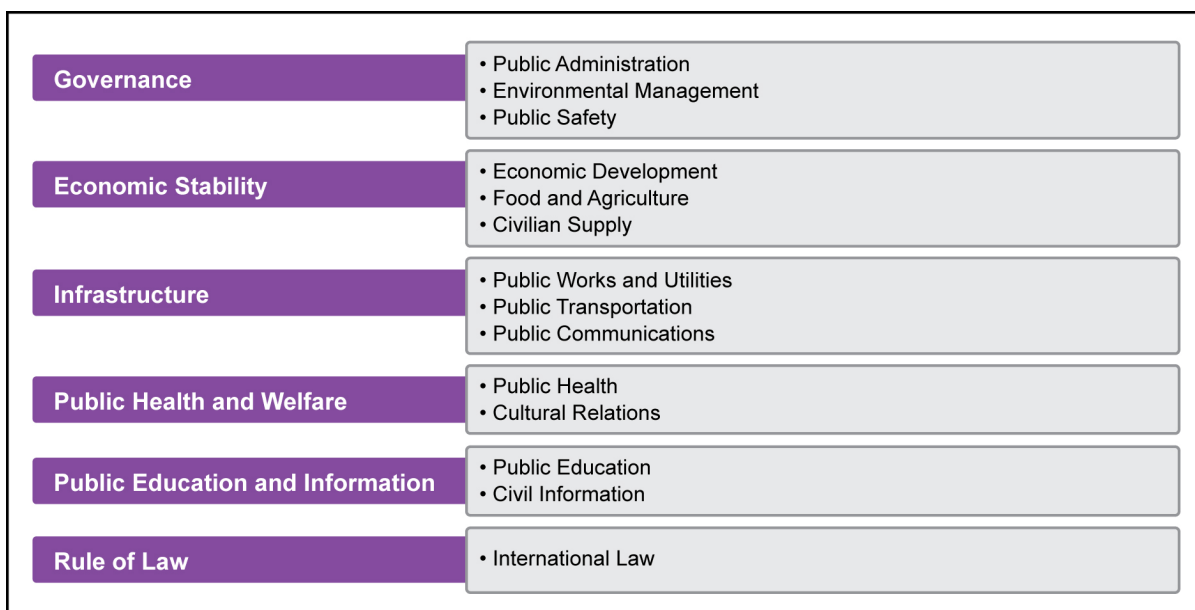 Governance
• Public Administration
• Environmental Management
• Public Safety
Economic Stability
• Economic Development
• Food and Agriculture
• Civilian Supply
Infrastructure
• Public Works and Utilities
• Public Transportation
• Public Communications
Public Health and Welfare
• Public Health
• Cultural Relations
Public Education and Information
• Public Education
• Civil Information
Rule of Law
• International Law